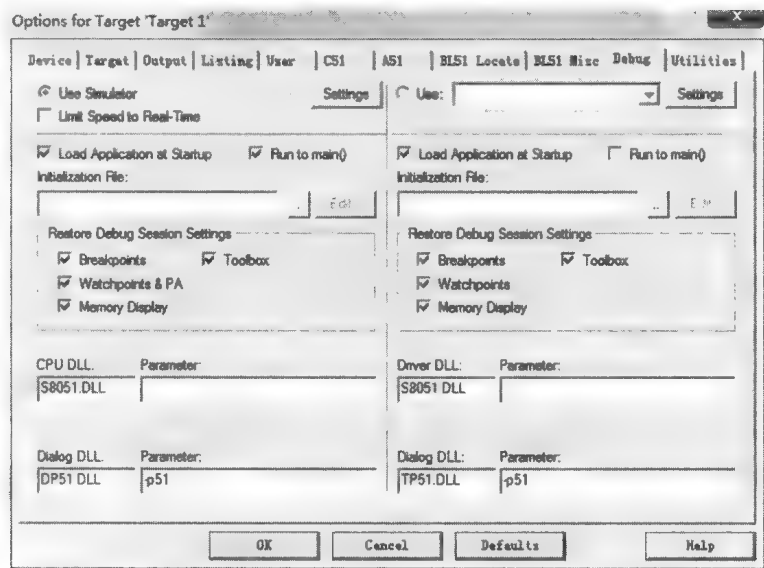 Options for Target 'Target 1'
X
Device Target Output Listing User C51 A51 BL51 Locate BL51 Misc Debug Utilities
Use Simulator Settings Use: Settings
Limit Speed to Real-Time
Load Application at Startup Run to main() Load Application at Startup Run to main()
Initialization File: Initialization File:
.. Edit .. Edit
Restore Debug Session Settings Restore Debug Session Settings
Breakpoints Toolbox Breakpoints Toolbox
Watchpoints & PA Watchpoints
Memory Display Memory Display
CPU DLL: Parameter: Driver DLL: Parameter:
S8051.DLL S8051.DLL
Dialog DLL: Parameter: Dialog DLL: Parameter:
DP51.DLL -p51 TP51.DLL -p51
OK Cancel Defaults Help